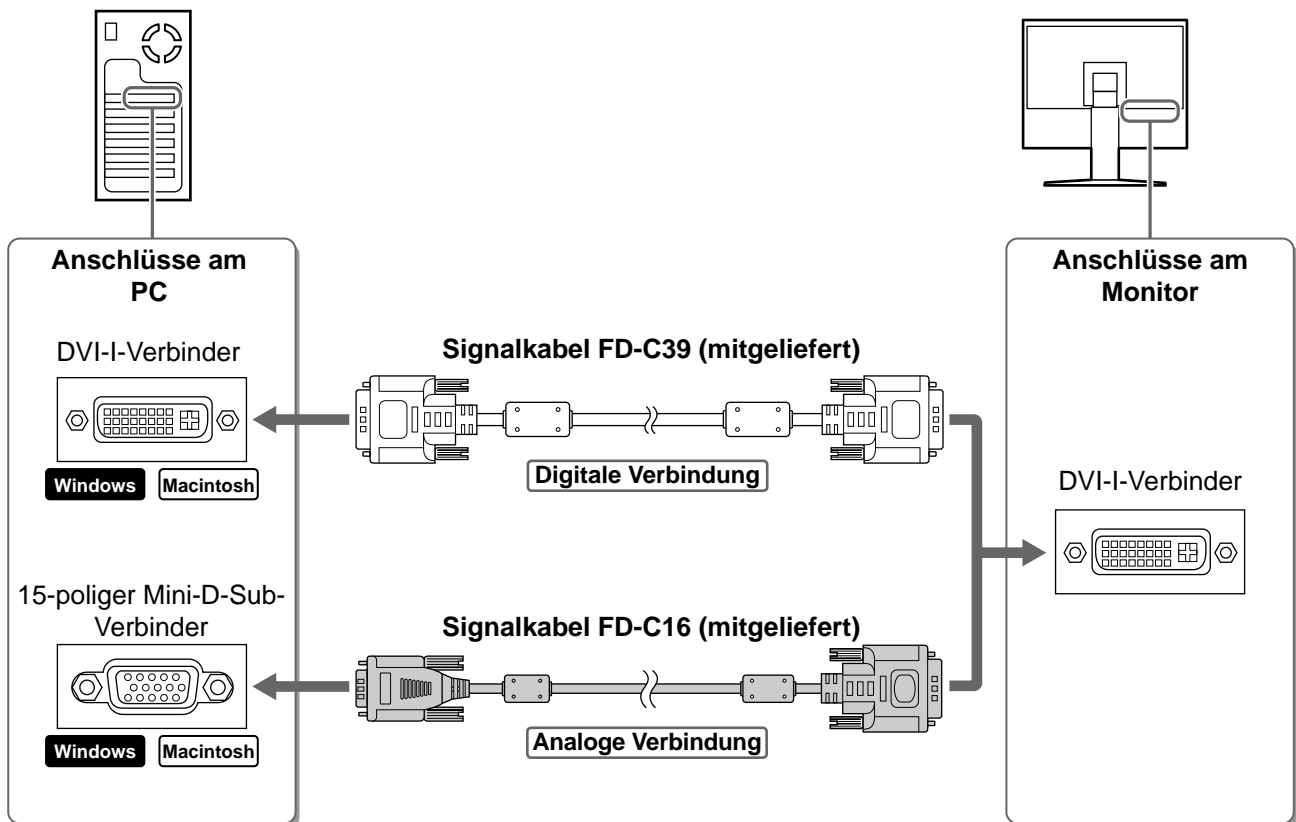 Anschlüsse am
PC
DVI-I-Verbinder
Windows Macintosh
15-poliger Mini-D-Sub-
Verbinder
Windows Macintosh
Signalkabel FD-C39 (mitgeliefert)
Digitale Verbindung
Signalkabel FD-C16 (mitgeliefert)
Analoge Verbindung
Anschlüsse am
Monitor
DVI-I-Verbinder